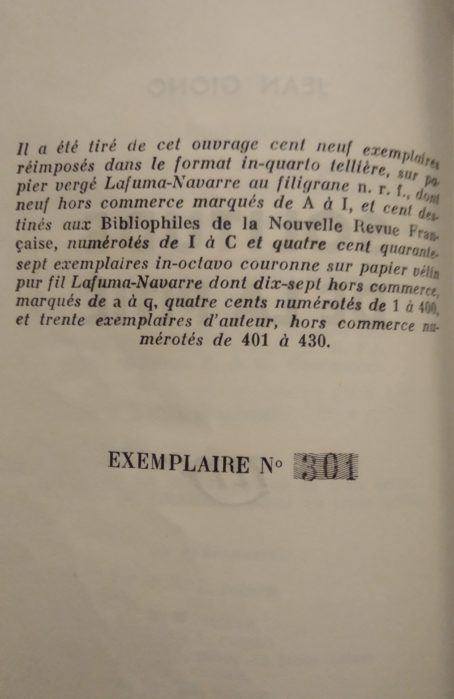 JEAN GIONO
Il a été tiré de cet ouvrage cent neuf exemplaires
réimposés dans le format in-quarto tellière, sur pa-
pier vergé Lafuma-Navarre au filigrane n. r. f., dont
neuf hors commerce marqués de A à I, et cent des-
tinés aux Bibliophiles de la Nouvelle Revue Fran-
çaise, numérotés de I à C et quatre cent quarante-
sept exemplaires in-octavo couronne sur papier vélin
pur fil Lafuma-Navarre dont dix-sept hors commerce,
marqués de a à q, quatre cents numérotés de 1 à 400,
et trente exemplaires d'auteur, hors commerce nu-
mérotés de 401 à 430.
EXEMPLAIRE Nº 301